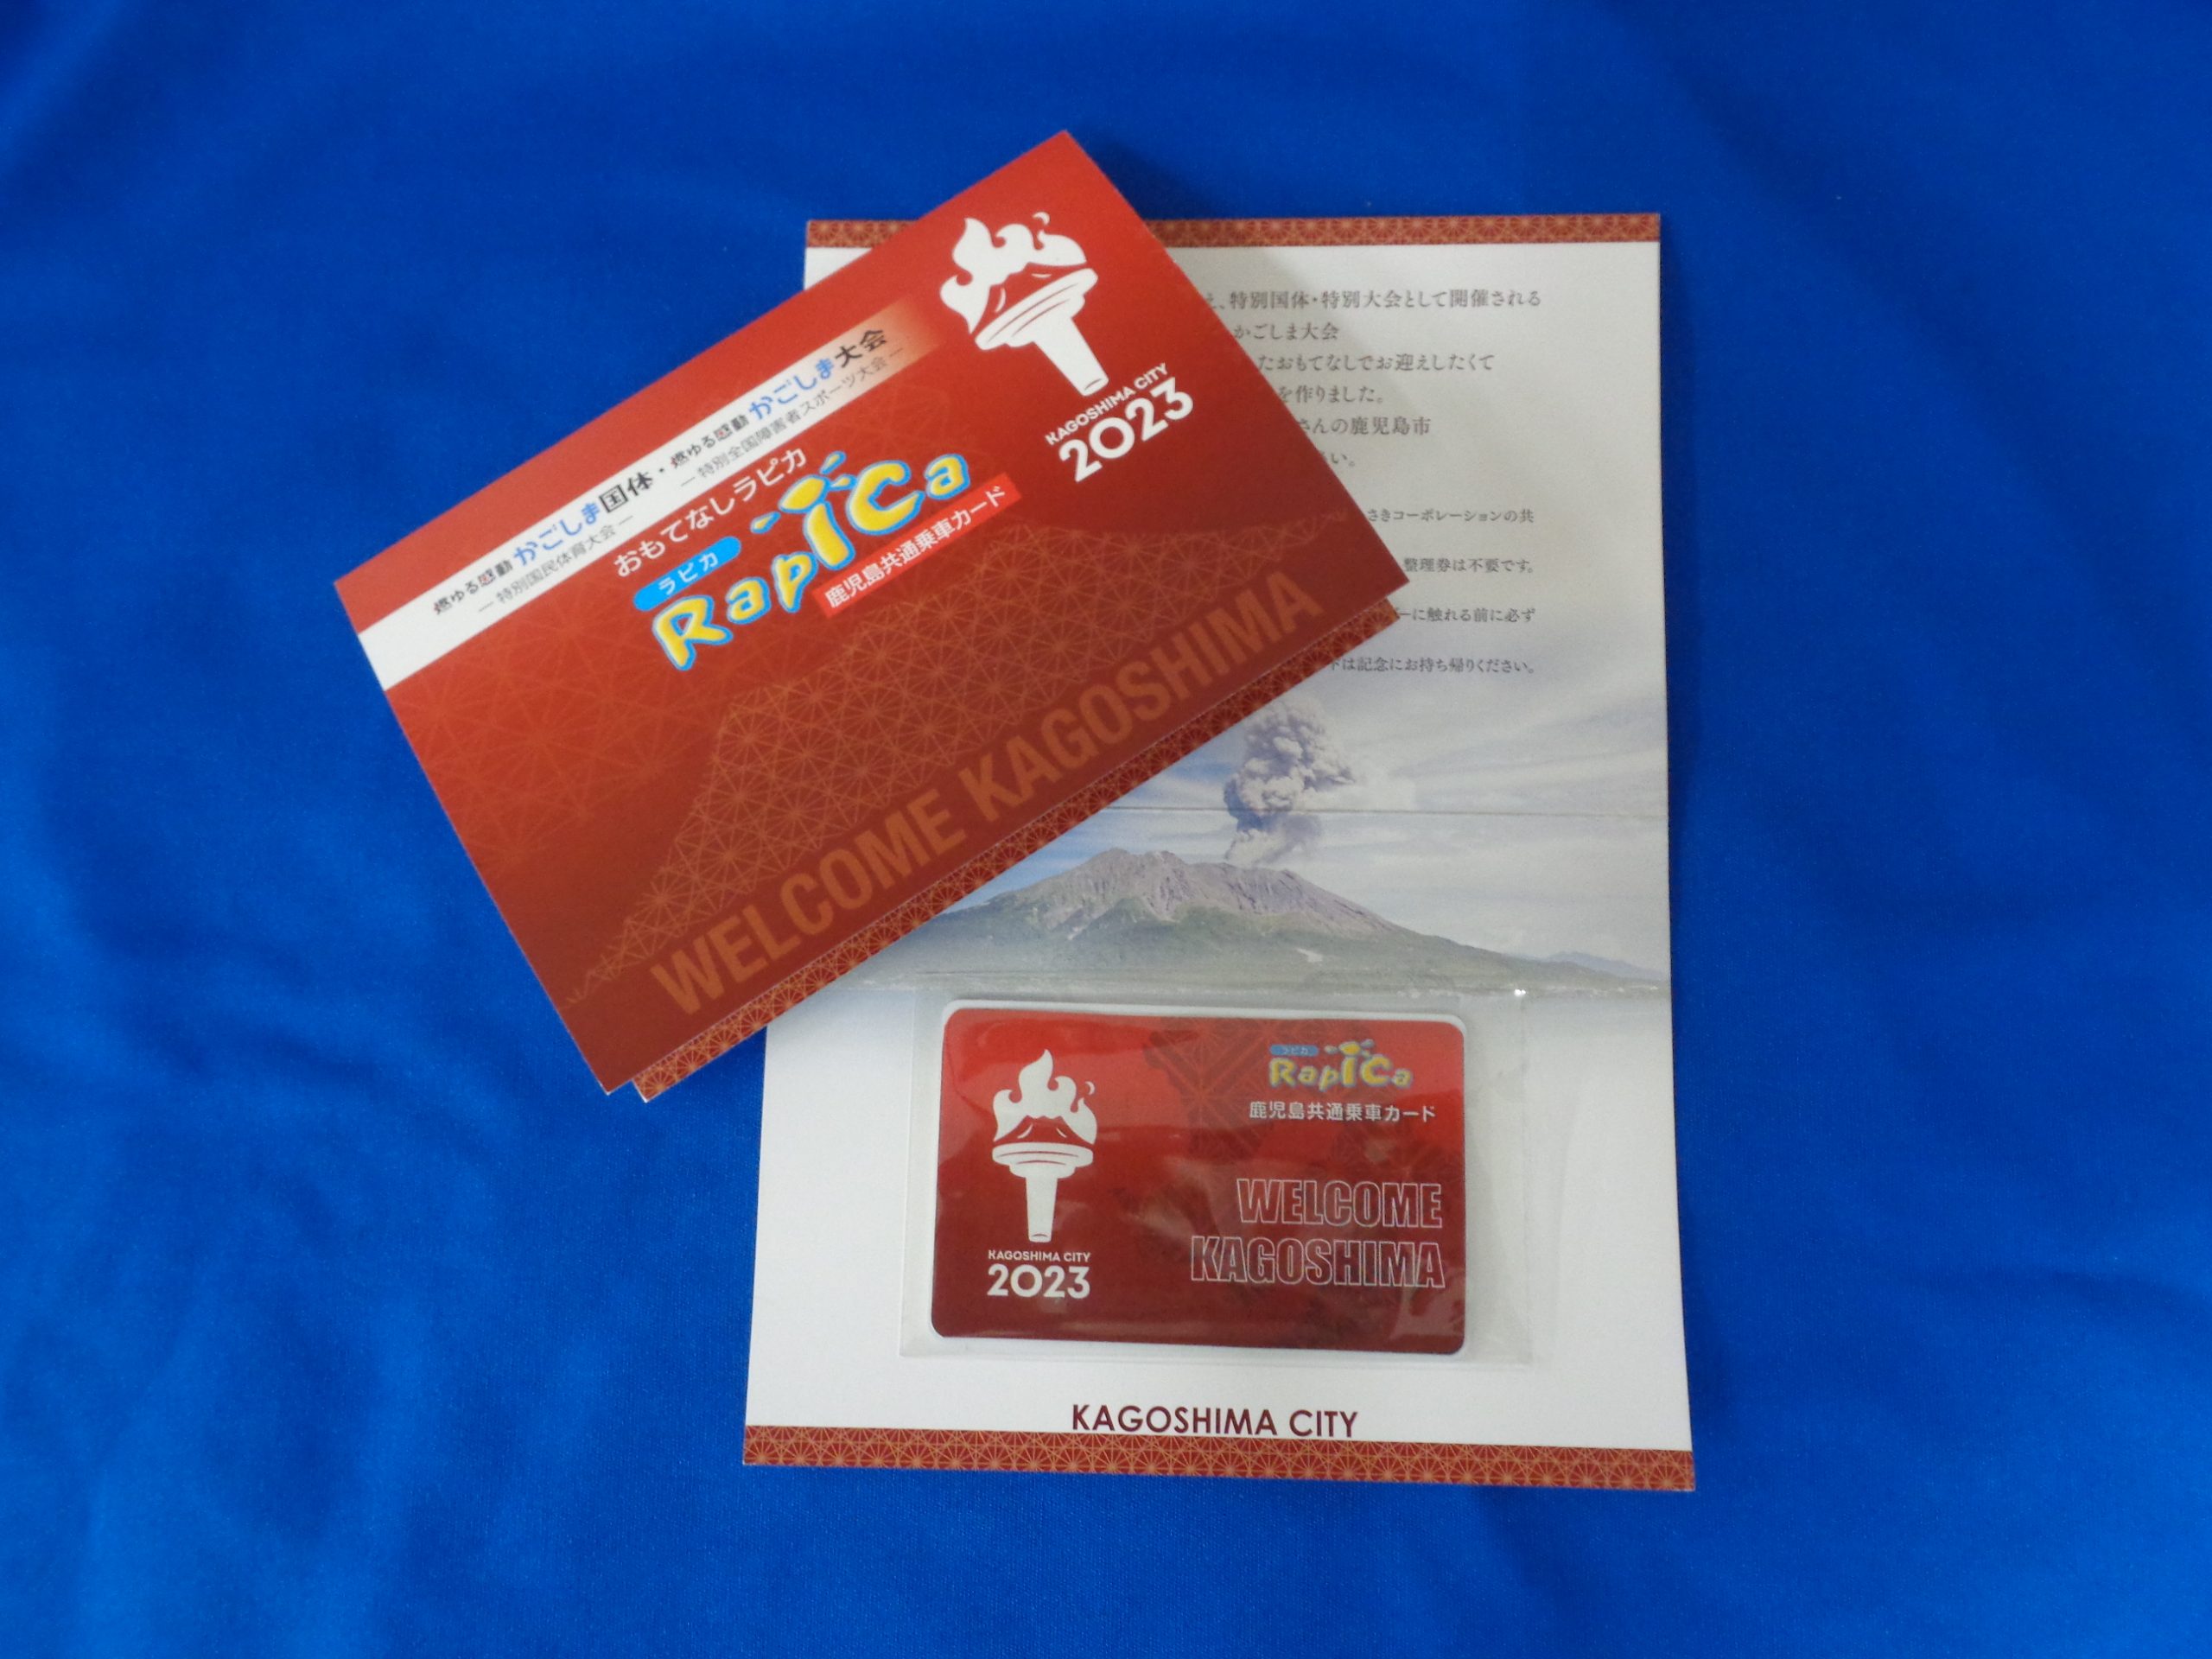 燃ゆる感動 かごしま国体・燃ゆる感動 かごしま大会
― 特別国民体育大会 ― ― 特別全国障害者スポーツ大会 ―
おもてなしラピカ
ラピカ
RapiCa
鹿児島共通乗車カード
KAGOSHIMA CITY
2023
WELCOME KAGOSHIMA
え、特別国体・特別大会として開催される
かごしま大会
たおもてなしでお迎えしたくて
を作りました。
さんの鹿児島市
い。
さきコーポレーションの共
整理券は不要です。
ーに触れる前に必ず
は記念にお持ち帰りください。
ラピカ
RapiCa
鹿児島共通乗車カード
WELCOME
KAGOSHIMA
KAGOSHIMA CITY
2023
KAGOSHIMA CITY